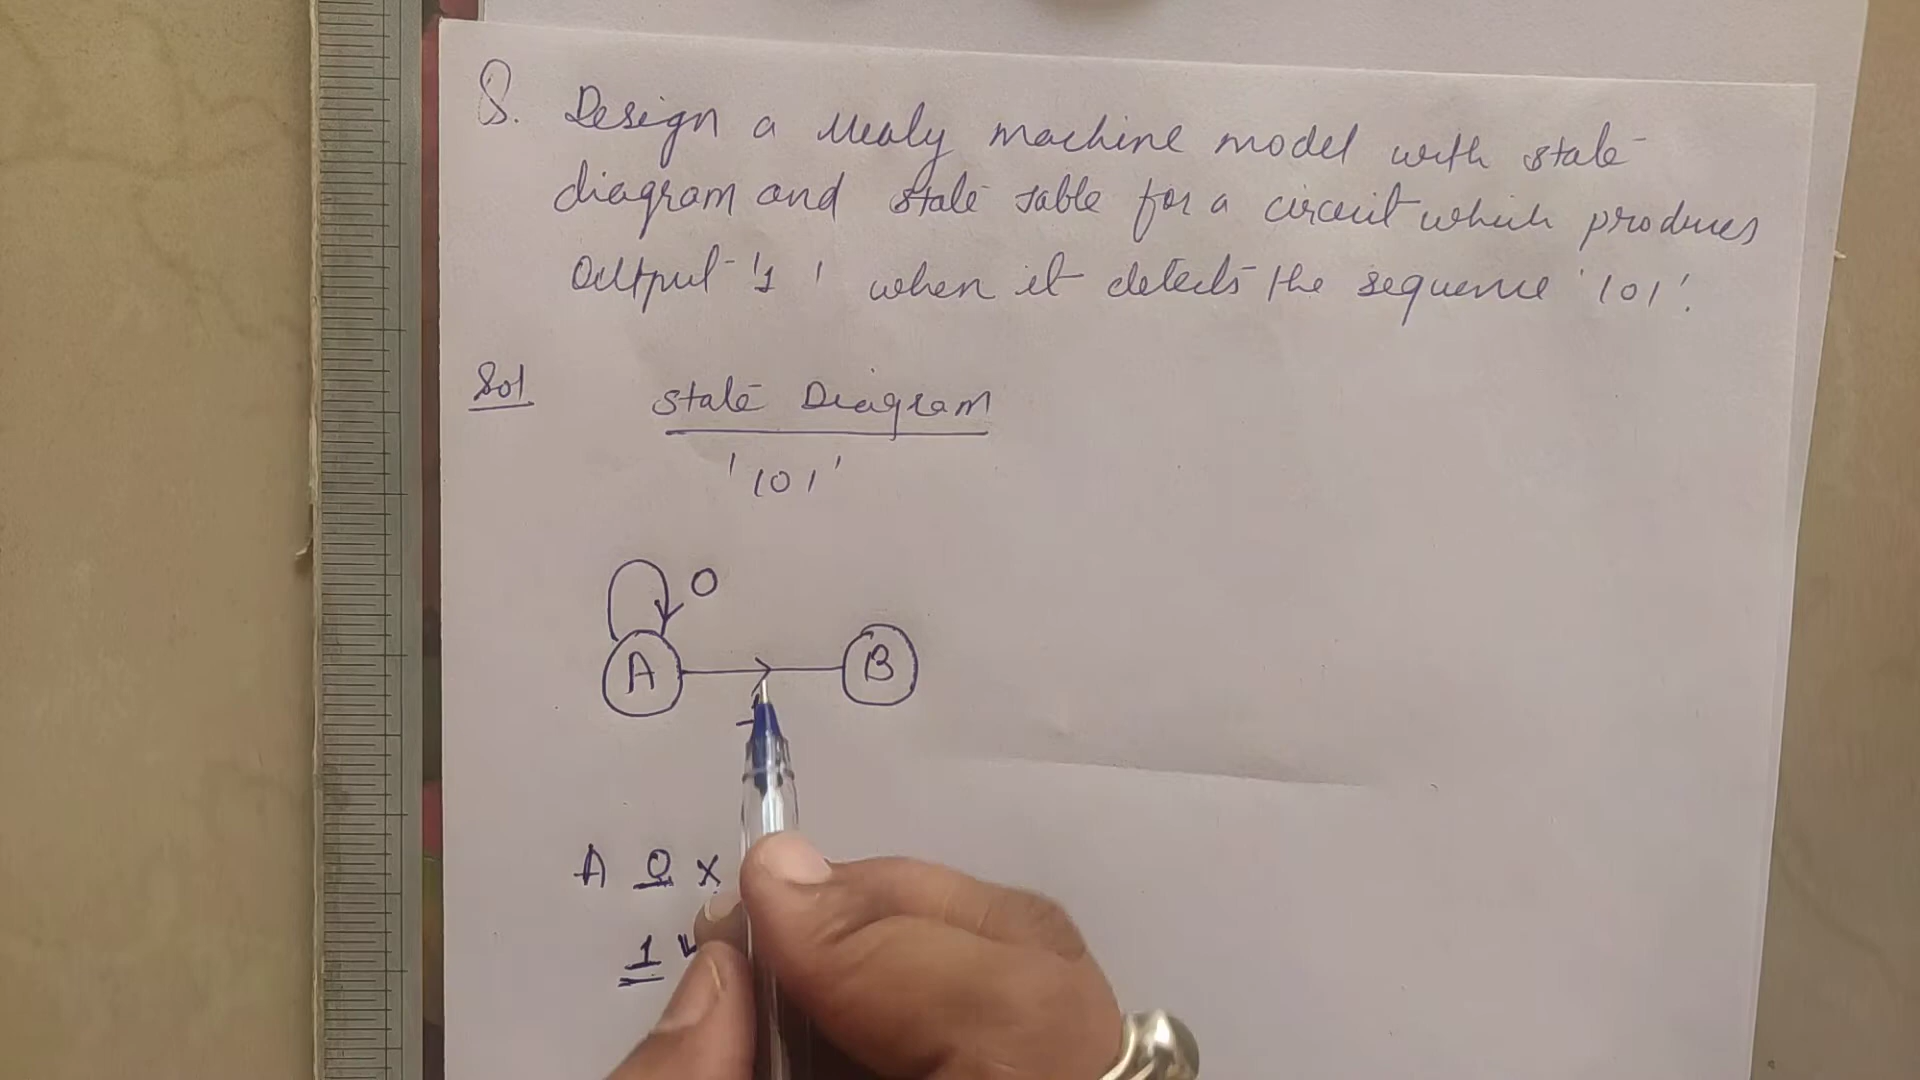 Q. Design a Mealy machine model with state
diagram and state table for a circuit which produces
Output '1' when it detects the sequence '101'.
Sol
State Diagram
'101'
0
A
B
1
A 0 x
1 ✓